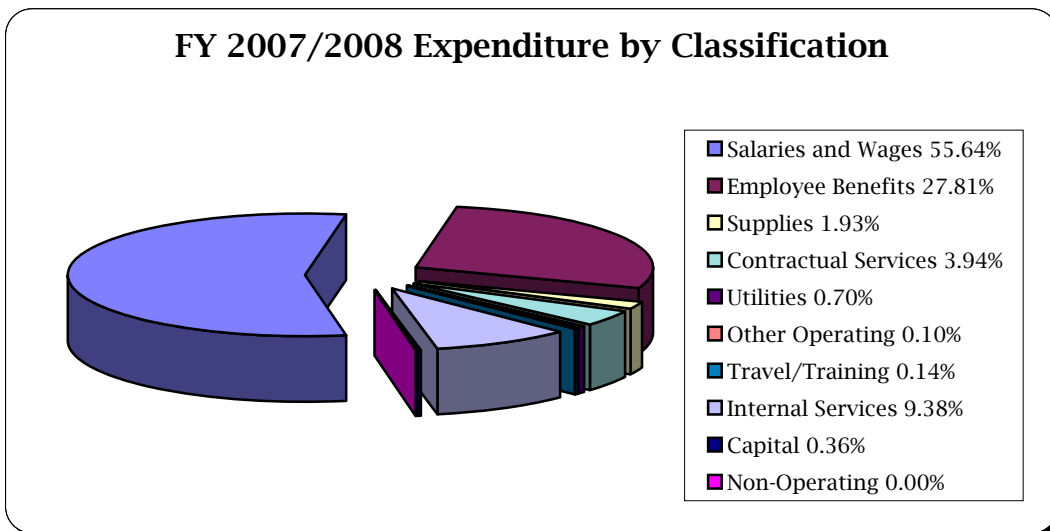 FY 2007/2008 Expenditure by Classification
Salaries and Wages 55.64%
Employee Benefits 27.81%
Supplies 1.93%
Contractual Services 3.94%
Utilities 0.70%
Other Operating 0.10%
Travel/Training 0.14%
Internal Services 9.38%
Capital 0.36%
Non-Operating 0.00%